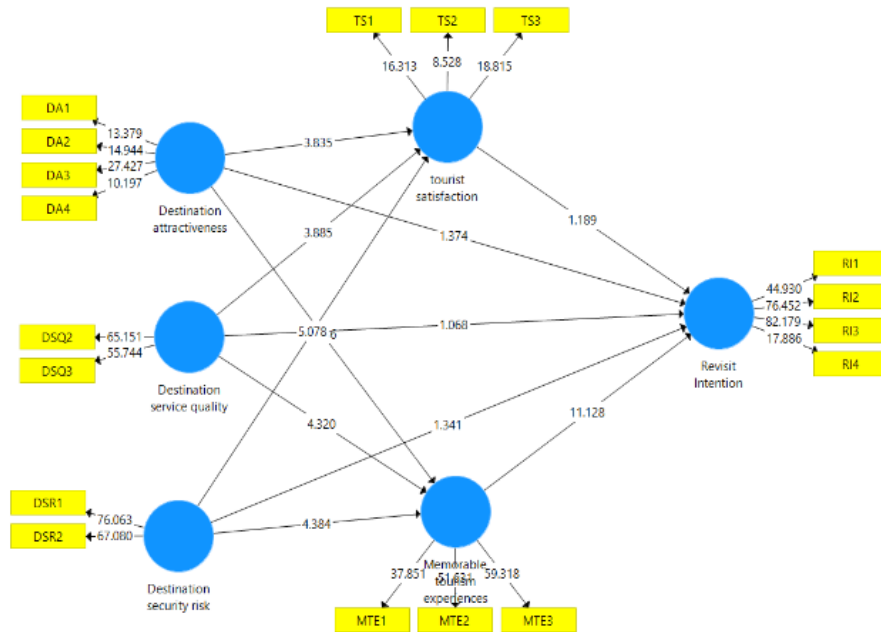 TS1 TS2 TS3
16.313 8.528 18.815
DA1
DA2
DA3
DA4
13.379
14.944
27.427
10.197
Destination
attractiveness
3.835
tourist
satisfaction
3.885
1.374
1.189
DSQ2
DSQ3
65.151
55.744
Destination
service quality
5.078
6
1.068
4.320
1.341
11.128
Revisit
Intention
44.930
76.452
82.179
17.886
RI1
RI2
RI3
RI4
DSR1
DSR2
76.063
67.080
Destination
security risk
4.384
Memorable
tourism
experiences
37.851 59.318
MTE1 MTE2 MTE3